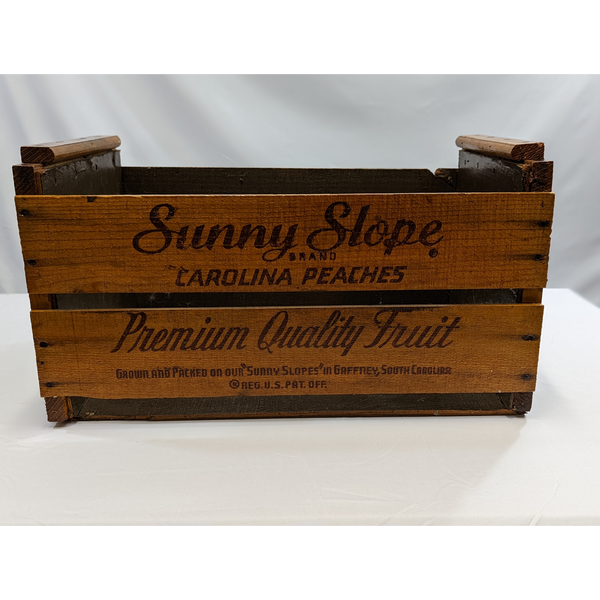 Sunny Slope
BRAND ®
CAROLINA PEACHES
Premium Quality Fruit
GROWN AND PACKED ON OUR "SUNNY SLOPES" IN GAFFNEY, SOUTH CAROLINA
® REG. U.S. PAT. OFF.